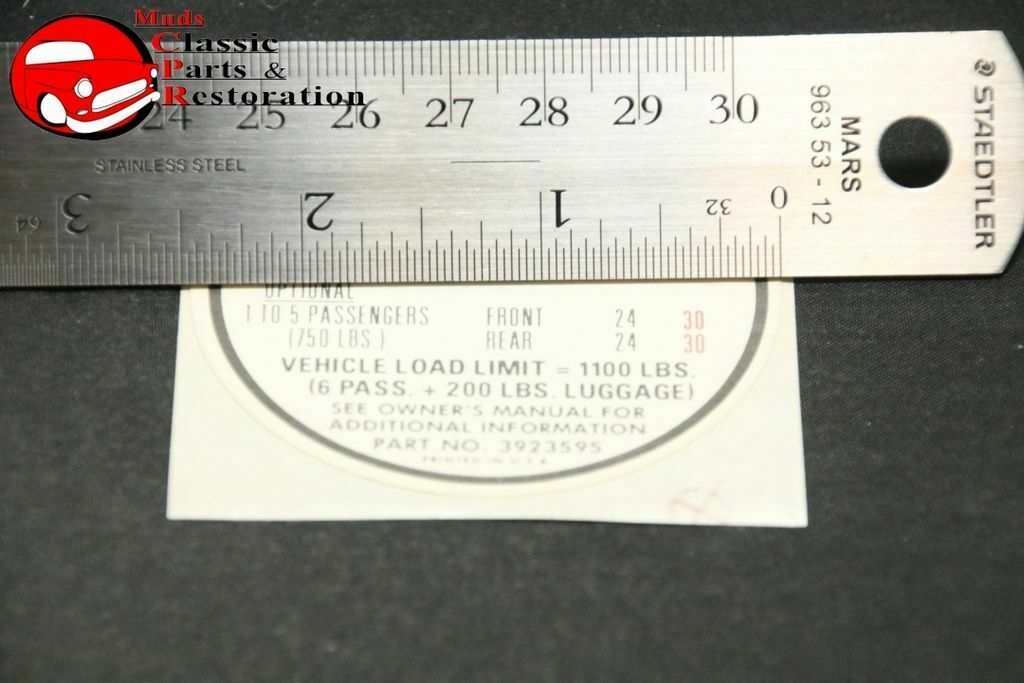 Muds
Classic
Parts &
Restoration
24 25 26 27 28 29 30
STAINLESS STEEL
MARS
963 53 - 12
STAEDTLER
64 3 2 1 32 0
OPTIONAL
1 TO 5 PASSENGERS FRONT 24 30
(750 LBS.) REAR 24 30
VEHICLE LOAD LIMIT = 1100 LBS.
(6 PASS. + 200 LBS. LUGGAGE)
SEE OWNER'S MANUAL FOR
ADDITIONAL INFORMATION
PART NO. 3923595
PRINTED IN U.S.A.